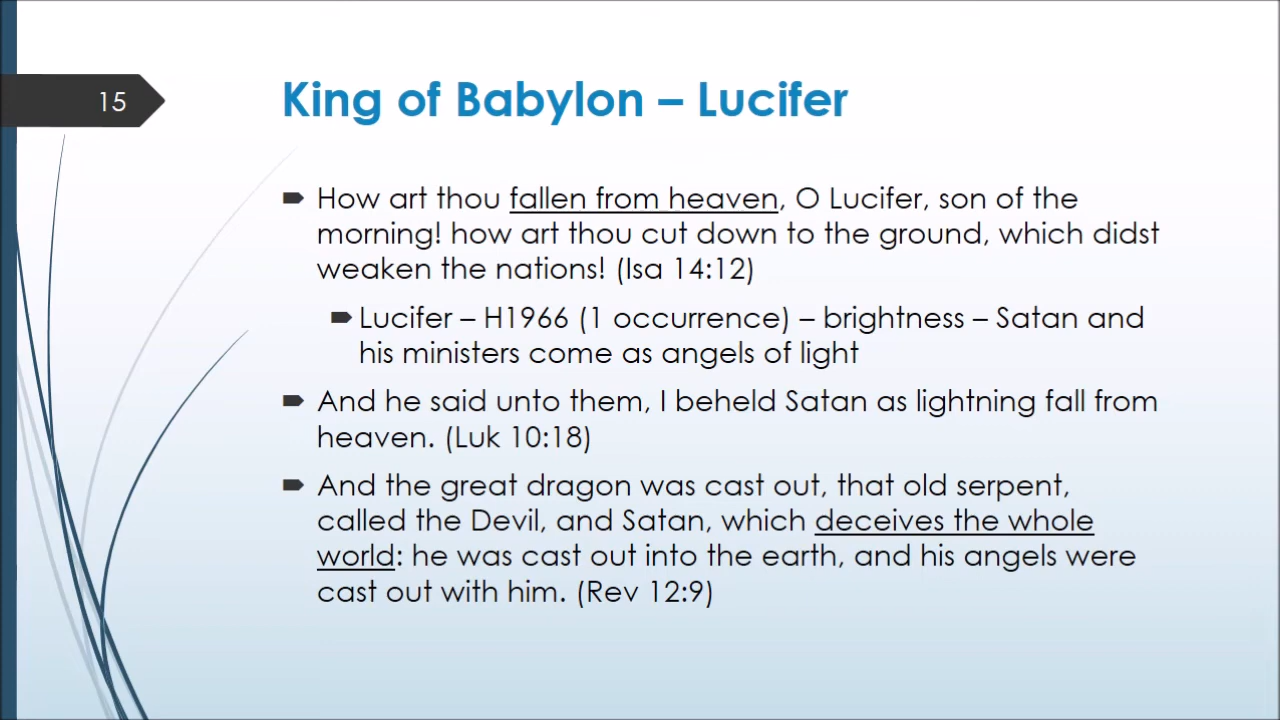 15
King of Babylon – Lucifer
How art thou fallen from heaven, O Lucifer, son of the
morning! how art thou cut down to the ground, which didst
weaken the nations! (Isa 14:12)
Lucifer – H1966 (1 occurrence) – brightness – Satan and
his ministers come as angels of light
And he said unto them, I beheld Satan as lightning fall from
heaven. (Luk 10:18)
And the great dragon was cast out, that old serpent,
called the Devil, and Satan, which deceives the whole
world: he was cast out into the earth, and his angels were
cast out with him. (Rev 12:9)